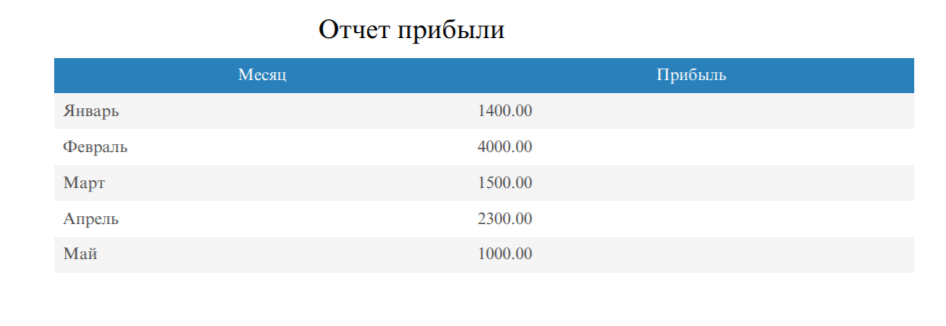 Отчет прибыли
Месяц Прибыль
Январь 1400.00
Февраль 4000.00
Март 1500.00
Апрель 2300.00
Май 1000.00